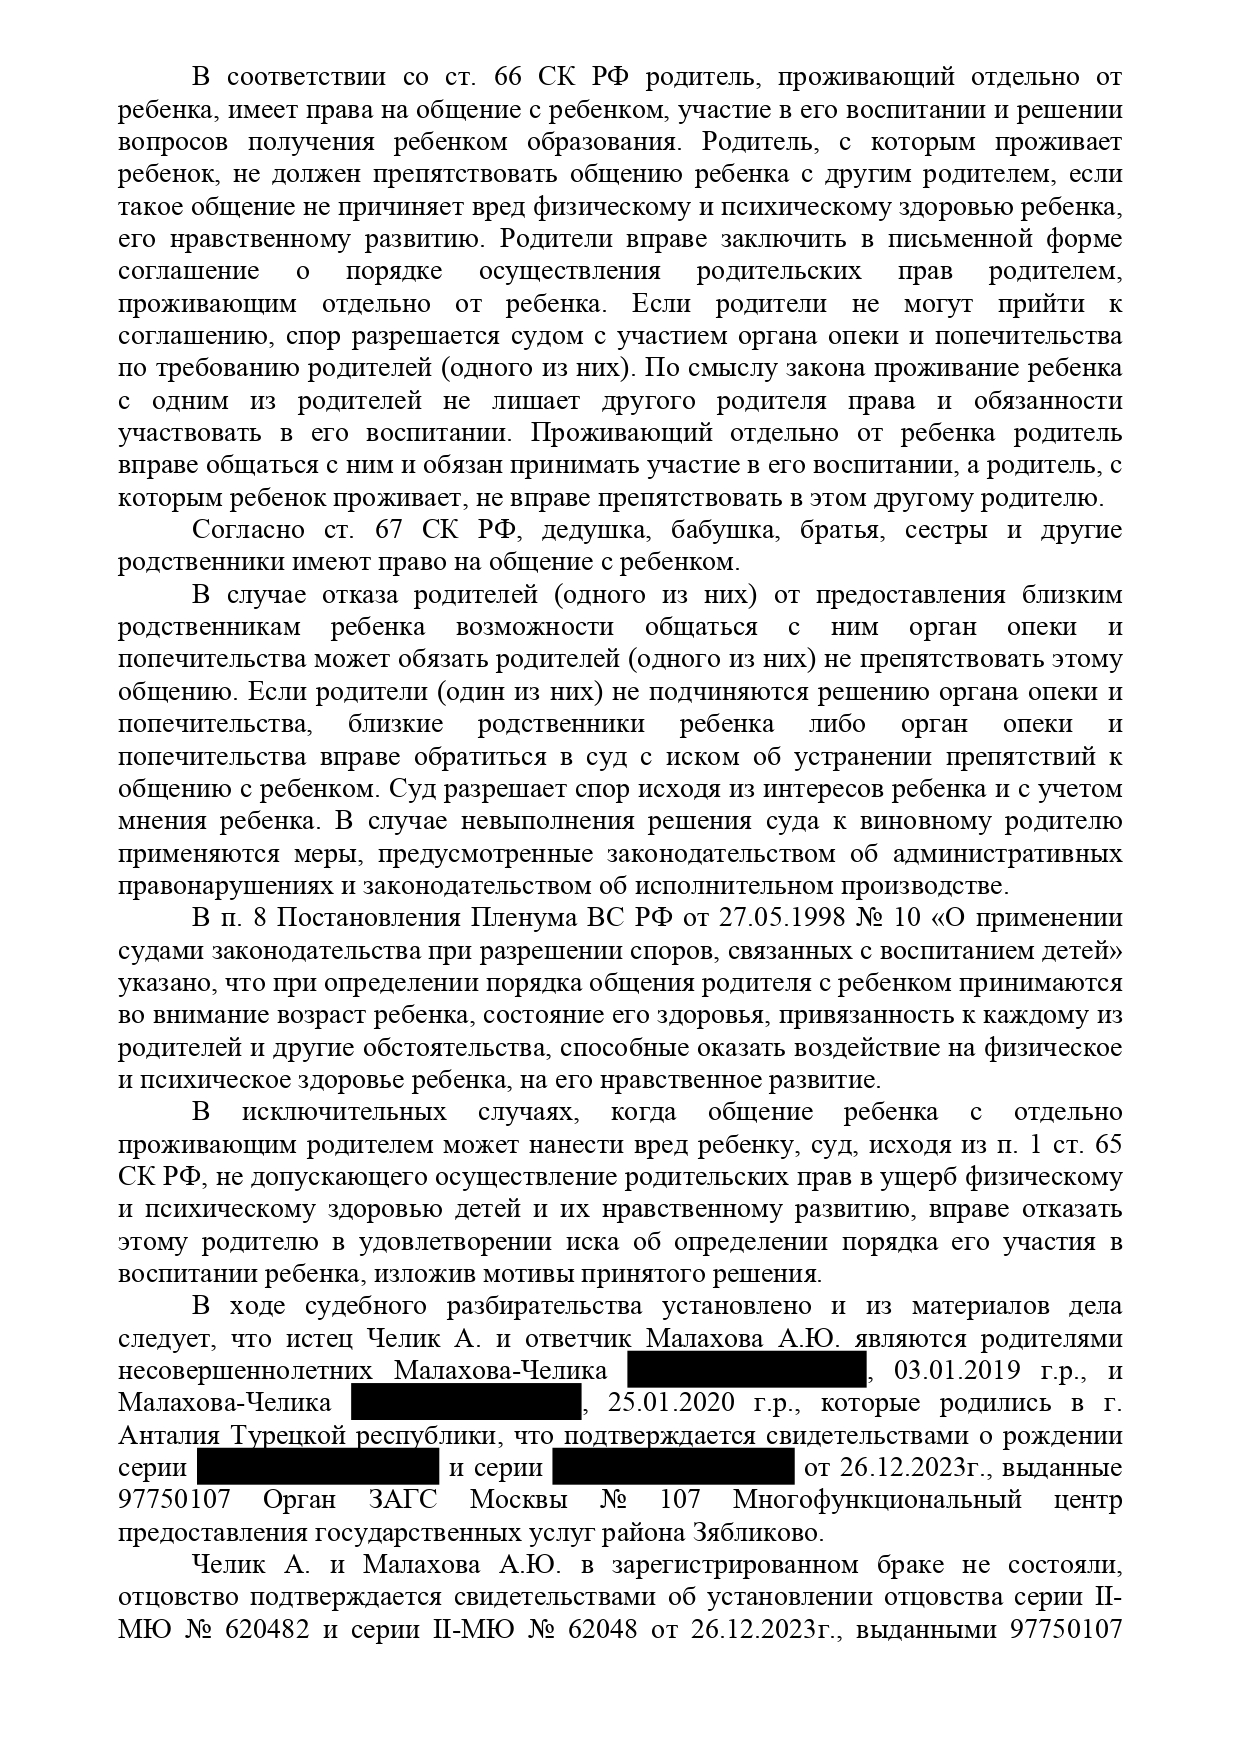 В соответствии со ст. 66 СК РФ родитель, проживающий отдельно от
ребенка, имеет права на общение с ребенком, участие в его воспитании и решении
вопросов получения ребенком образования. Родитель, с которым проживает
ребенок, не должен препятствовать общению ребенка с другим родителем, если
такое общение не причиняет вред физическому и психическому здоровью ребенка,
его нравственному развитию. Родители вправе заключить в письменной форме
соглашение о порядке осуществления родительских прав родителем,
проживающим отдельно от ребенка. Если родители не могут прийти к
соглашению, спор разрешается судом с участием органа опеки и попечительства
по требованию родителей (одного из них). По смыслу закона проживание ребенка
с одним из родителей не лишает другого родителя права и обязанности
участвовать в его воспитании. Проживающий отдельно от ребенка родитель
вправе общаться с ним и обязан принимать участие в его воспитании, а родитель, с
которым ребенок проживает, не вправе препятствовать в этом другому родителю.
Согласно ст. 67 СК РФ, дедушка, бабушка, братья, сестры и другие
родственники имеют право на общение с ребенком.
В случае отказа родителей (одного из них) от предоставления близким
родственникам ребенка возможности общаться с ним орган опеки и
попечительства может обязать родителей (одного из них) не препятствовать этому
общению. Если родители (один из них) не подчиняются решению органа опеки и
попечительства, близкие родственники ребенка либо орган опеки и
попечительства вправе обратиться в суд с иском об устранении препятствий к
общению с ребенком. Суд разрешает спор исходя из интересов ребенка и с учетом
мнения ребенка. В случае невыполнения решения суда к виновному родителю
применяются меры, предусмотренные законодательством об административных
правонарушениях и законодательством об исполнительном производстве.
В п. 8 Постановления Пленума ВС РФ от 27.05.1998 № 10 «О применении
судами законодательства при разрешении споров, связанных с воспитанием детей»
указано, что при определении порядка общения родителя с ребенком принимаются
во внимание возраст ребенка, состояние его здоровья, привязанность к каждому из
родителей и другие обстоятельства, способные оказать воздействие на физическое
и психическое здоровье ребенка, на его нравственное развитие.
В исключительных случаях, когда общение ребенка с отдельно
проживающим родителем может нанести вред ребенку, суд, исходя из п. 1 ст. 65
СК РФ, не допускающего осуществление родительских прав в ущерб физическому
и психическому здоровью детей и их нравственному развитию, вправе отказать
этому родителю в удовлетворении иска об определении порядка его участия в
воспитании ребенка, изложив мотивы принятого решения.
В ходе судебного разбирательства установлено и из материалов дела
следует, что истец Челик А. и ответчик Малахова А.Ю. являются родителями
несовершеннолетних Малахова-Челика , 03.01.2019 г.р., и
Малахова-Челика , 25.01.2020 г.р., которые родились в г.
Анталия Турецкой республики, что подтверждается свидетельствами о рождении
серии и серии от 26.12.2023г., выданные
97750107 Орган ЗАГС Москвы № 107 Многофункциональный центр
предоставления государственных услуг района Зябликово.
Челик А. и Малахова А.Ю. в зарегистрированном браке не состояли,
отцовство подтверждается свидетельствами об установлении отцовства серии II-
МЮ № 620482 и серии II-МЮ № 62048 от 26.12.2023г., выданными 97750107